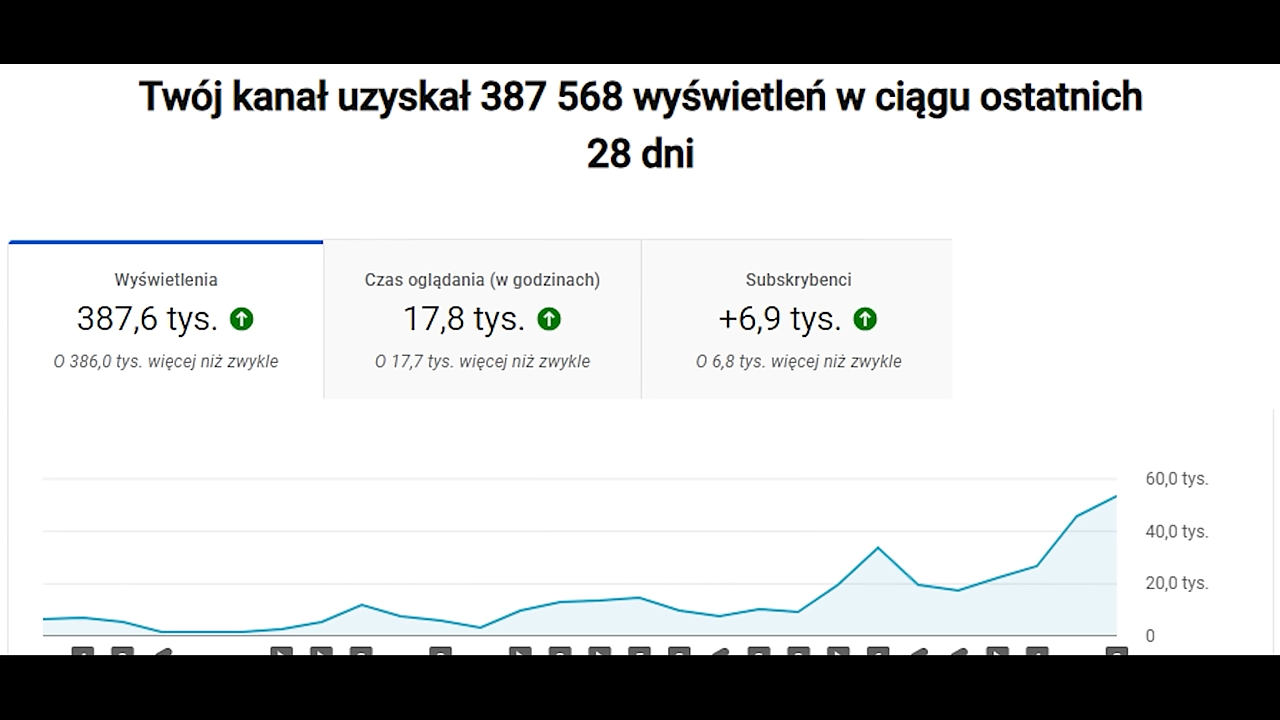 Twój kanał uzyskał 387 568 wyświetleń w ciągu ostatnich
28 dni
Wyświetlenia
387,6 tys.
O 386,0 tys. więcej niż zwykle
Czas oglądania (w godzinach)
17,8 tys.
O 17,7 tys. więcej niż zwykle
Subskrybenci
+6,9 tys.
O 6,8 tys. więcej niż zwykle
60,0 tys.
40,0 tys.
20,0 tys.
0